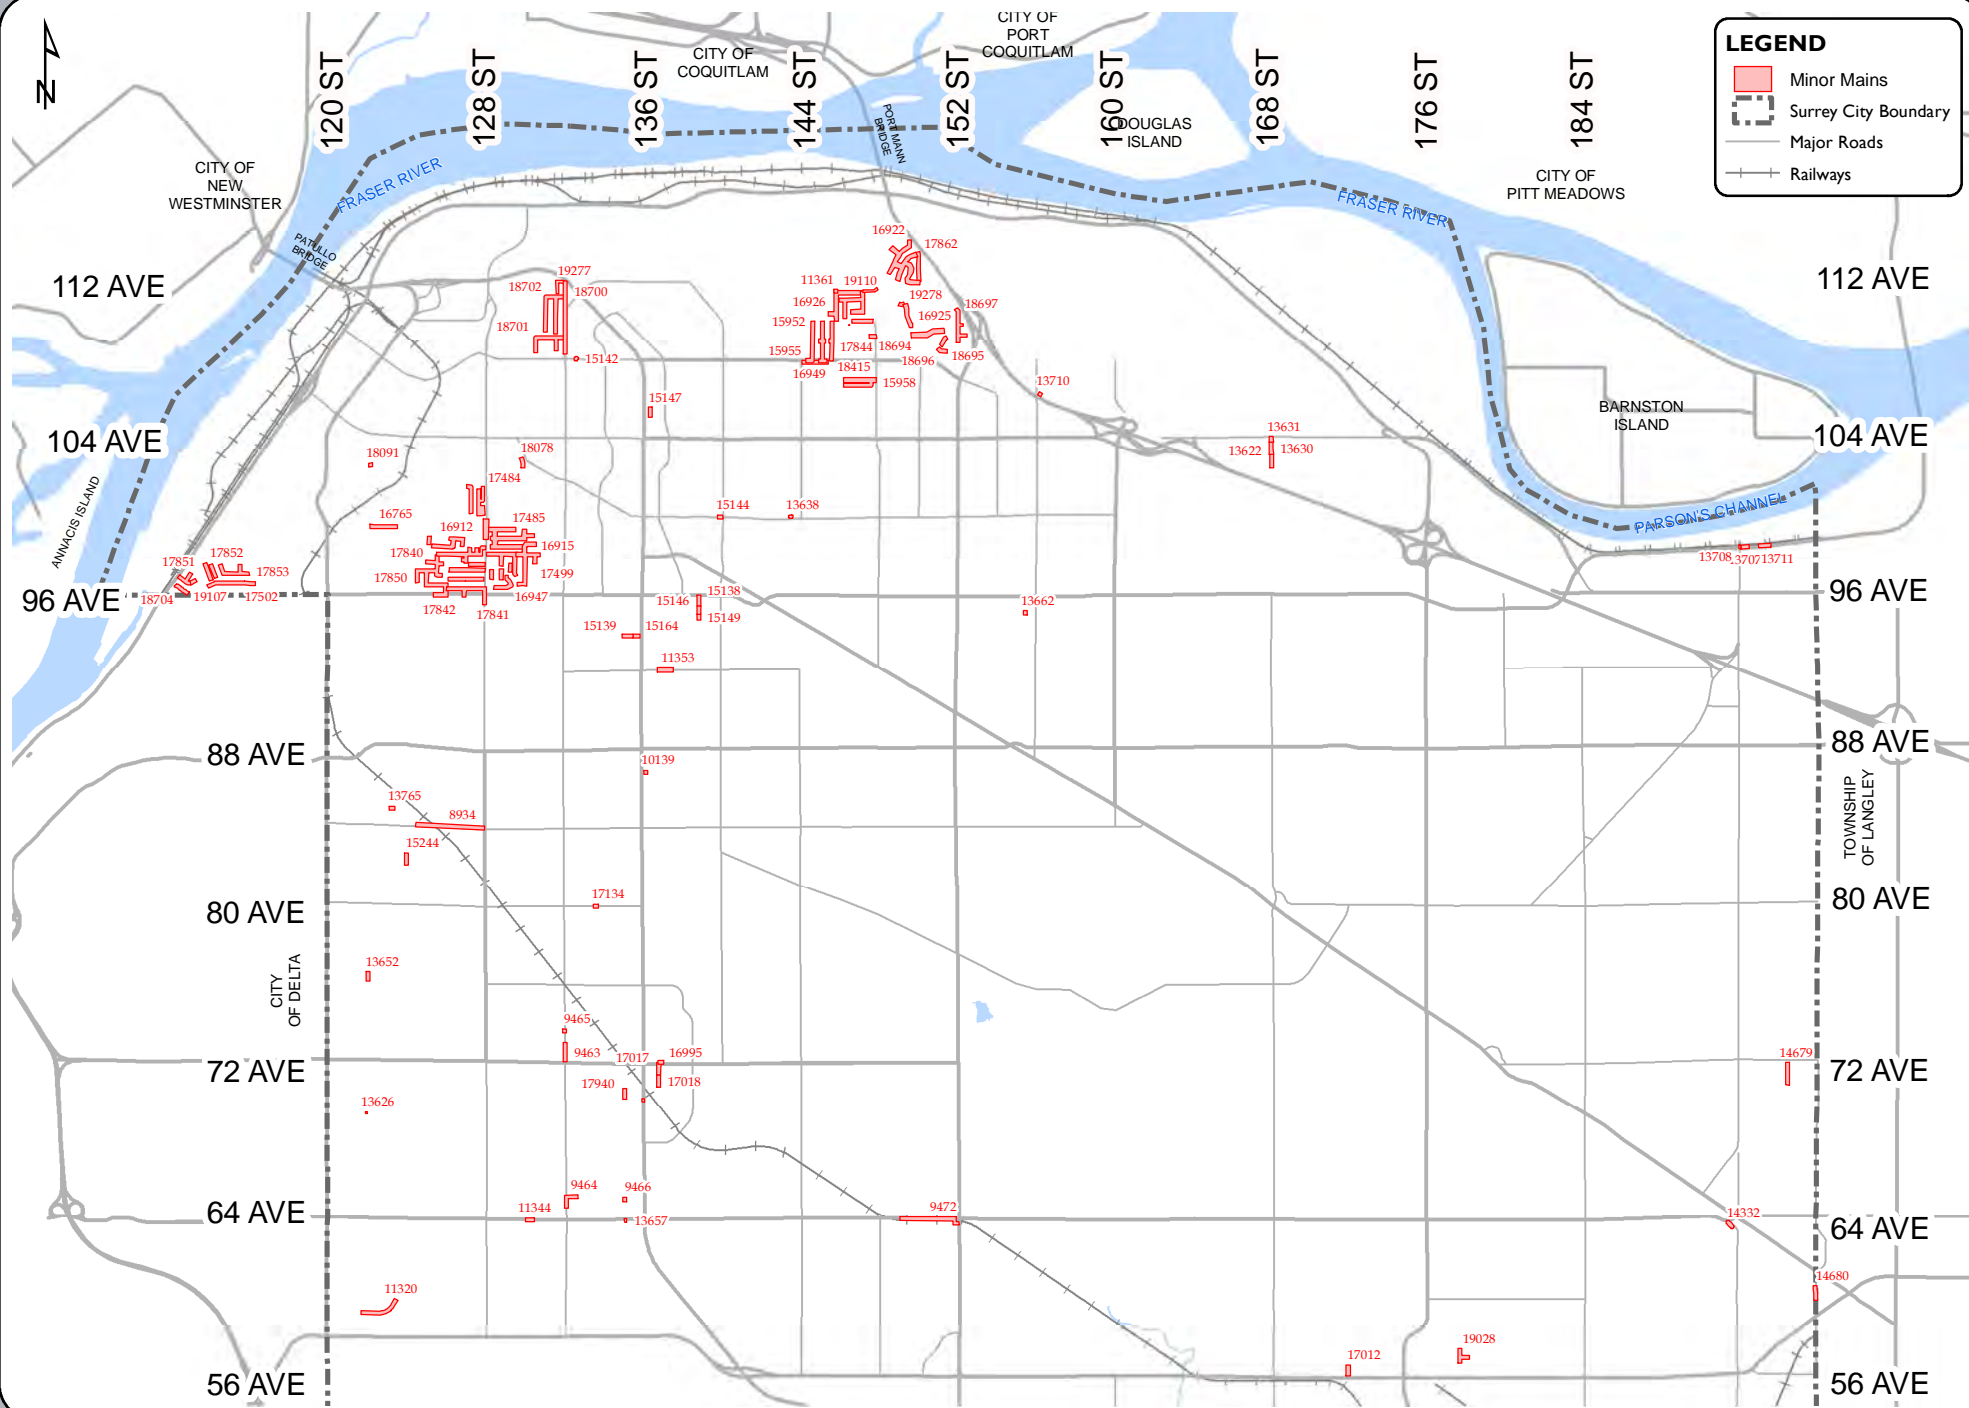 N
120 ST
128 ST
136 ST
144 ST
152 ST
160 ST
168 ST
176 ST
184 ST
CITY OF
COQUITLAM
CITY OF
PORT
COQUITLAM
LEGEND
Minor Mains
Surrey City Boundary
Major Roads
Railways
CITY OF
NEW
WESTMINSTER
FRASER RIVER
PORT MANN
BRIDGE
DOUGLAS
ISLAND
CITY OF
PITT MEADOWS
FRASER RIVER
PATULLO
BRIDGE
112 AVE
112 AVE
16922
17862
19277
18702
18700
18701
15142
11361
19110
16926
19278
18697
16925
15952
15955
17844
18694
18696
18695
16949
18415
15958
13710
15147
BARNSTON
ISLAND
104 AVE
104 AVE
13631
13622
13630
18091
18078
17484
ANNACIS ISLAND
16765
15144
13638
PARSON'S CHANNEL
16912
17485
17840
16915
17850
17499
17851
17852
17853
13708
13707
13711
96 AVE
96 AVE
18704
19107
17502
17842
17841
16947
15146
15138
15149
13662
15139
15164
11353
88 AVE
88 AVE
10139
13765
8934
15244
TOWNSHIP
OF LANGLEY
80 AVE
80 AVE
17134
13652
CITY
OF DELTA
9465
9463
17017
16995
17018
17940
14679
72 AVE
72 AVE
13626
9464
9466
11344
13657
9472
14332
64 AVE
64 AVE
11320
14680
19028
17012
56 AVE
56 AVE